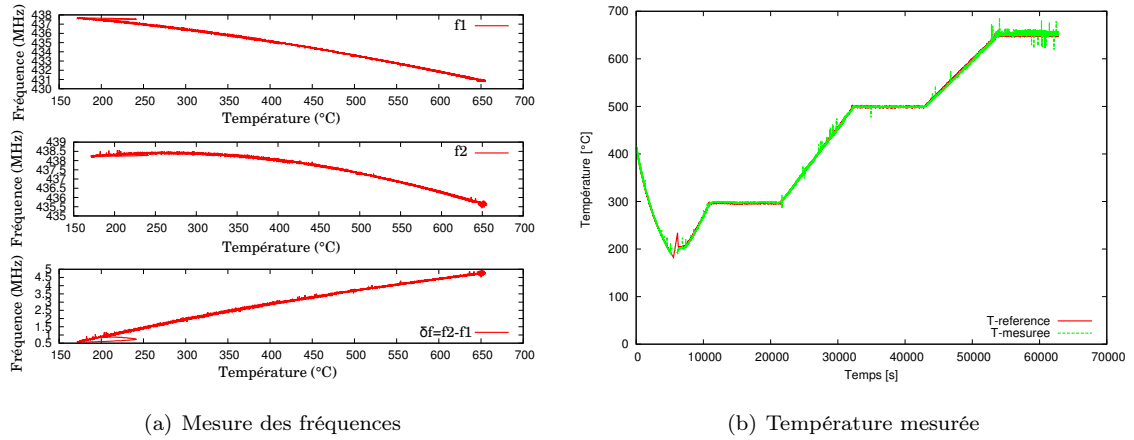 438
437
436
435
434
433
432
431
430
150 200 250 300 350 400 450 500 550 600 650 700
Fréquence (MHz)
Température (°C)
f1
439
438.5
438
437.5
437
436.5
436
435.5
435
150 200 250 300 350 400 450 500 550 600 650 700
Fréquence (MHz)
Température (°C)
f2
5
4.5
4
3.5
3
2.5
2
1.5
1
0.5
150 200 250 300 350 400 450 500 550 600 650 700
Fréquence (MHz)
Température (°C)
δf=f2-f1
(a) Mesure des fréquences
700
600
500
400
300
200
100
0
0 10000 20000 30000 40000 50000 60000 70000
Température [°C]
Temps [s]
T-reference
T-mesuree
(b) Température mesurée